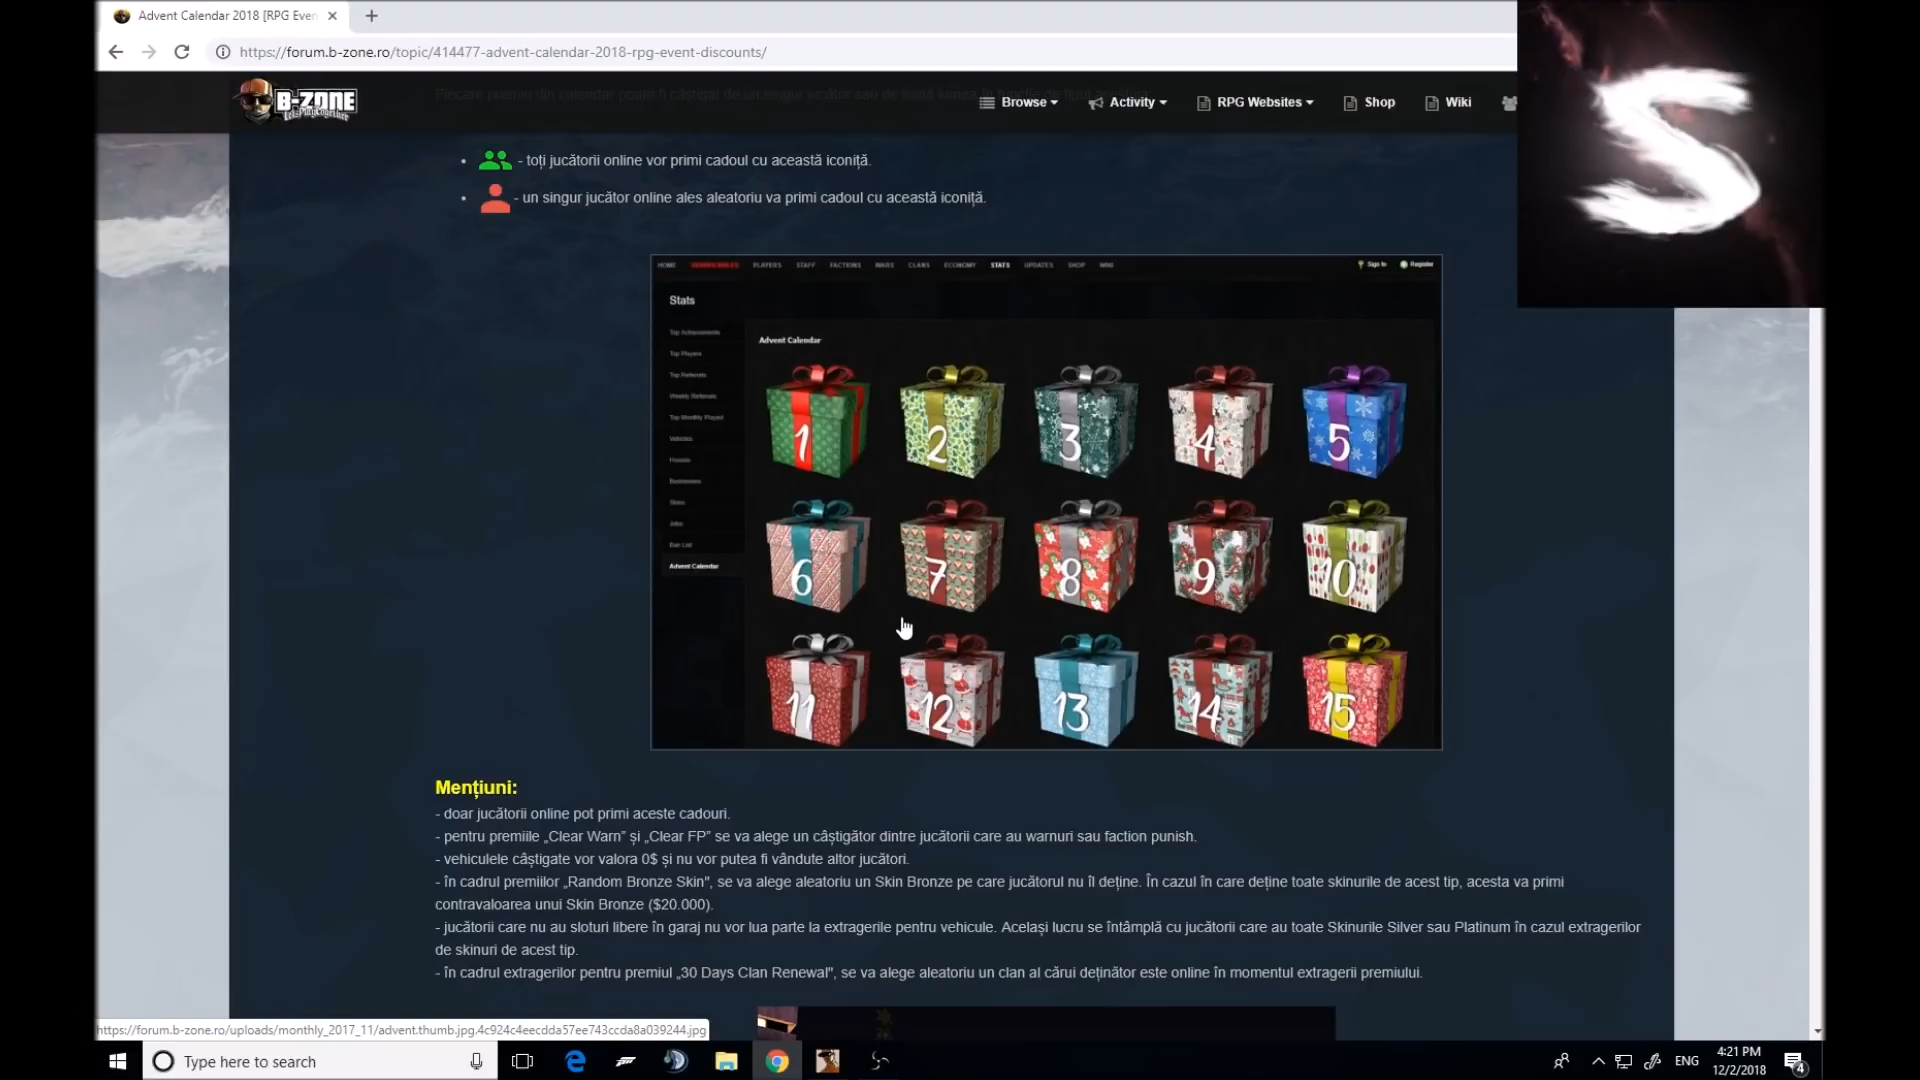 Advent Calendar 2018 [RPG Even
https://forum.b-zone.ro/topic/414477-advent-calendar-2018-rpg-event-discounts/
B-ZONE
Let's Play Together
Browse
Activity
RPG Websites
Shop
Wiki
S
- toți jucătorii online vor primi cadoul cu această iconiță.
- un singur jucător online ales aleatoriu va primi cadoul cu această iconiță.
HOME
PLAYERS
STAFF
FACTIONS
WARS
CLANS
ECONOMY
STATS
UPDATES
SHOP
WIKI
Sign In
Register
Stats
Top Achievements
Top Players
Top Referrals
Weekly Referrals
Top Monthly Played
Vehicles
Houses
Businesses
Skins
Jobs
Ban List
Advent Calendar
Advent Calendar
1 2 3 4 5
6 7 8 9 10
11 12 13 14 15
Mențiuni:
- doar jucătorii online pot primi aceste cadouri.
- pentru premiile „Clear Warn” și „Clear FP” se va alege un câștigător dintre jucătorii care au warnuri sau faction punish.
- vehiculele câștigate vor valora 0$ și nu vor putea fi vândute altor jucători.
- în cadrul premiilor „Random Bronze Skin", se va alege aleatoriu un Skin Bronze pe care jucătorul nu îl deține. În cazul în care deține toate skinurile de acest tip, acesta va primi
contravaloarea unui Skin Bronze ($20.000).
- jucătorii care nu au sloturi libere în garaj nu vor lua parte la extragerile pentru vehicule. Același lucru se întâmplă cu jucătorii care au toate Skinurile Silver sau Platinum în cazul extragerilor
de skinuri de acest tip.
- în cadrul extragerilor pentru premiul „30 Days Clan Renewal", se va alege aleatoriu un clan al cărui deținător este online în momentul extragerii premiului.
https://forum.b-zone.ro/uploads/monthly_2017_11/advent.thumb.jpg.4c924c4eecdda57ee743ccda8a039244.jpg
Type here to search
ENG
4:21 PM
12/2/2018
4